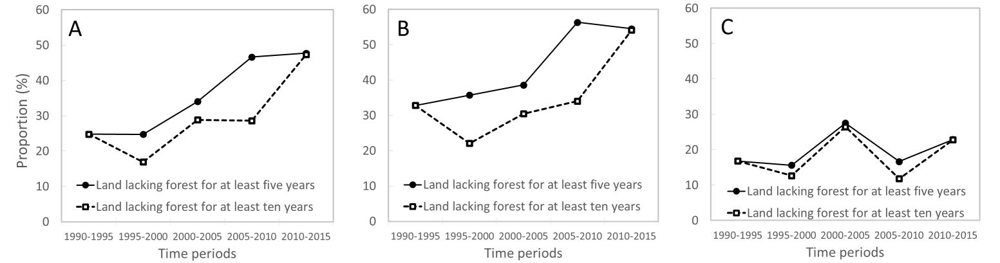 A
Proportion (%)
60
50
40
30
20
10
0
Land lacking forest for at least five years
Land lacking forest for at least ten years
1990-1995 1995-2000 2000-2005 2005-2010 2010-2015
Time periods
B
60
50
40
30
20
10
0
Land lacking forest for at least five years
Land lacking forest for at least ten years
1990-1995 1995-2000 2000-2005 2005-2010 2010-2015
Time periods
C
60
50
40
30
20
10
0
Land lacking forest for at least five years
Land lacking forest for at least ten years
1990-1995 1995-2000 2000-2005 2005-2010 2010-2015
Time periods